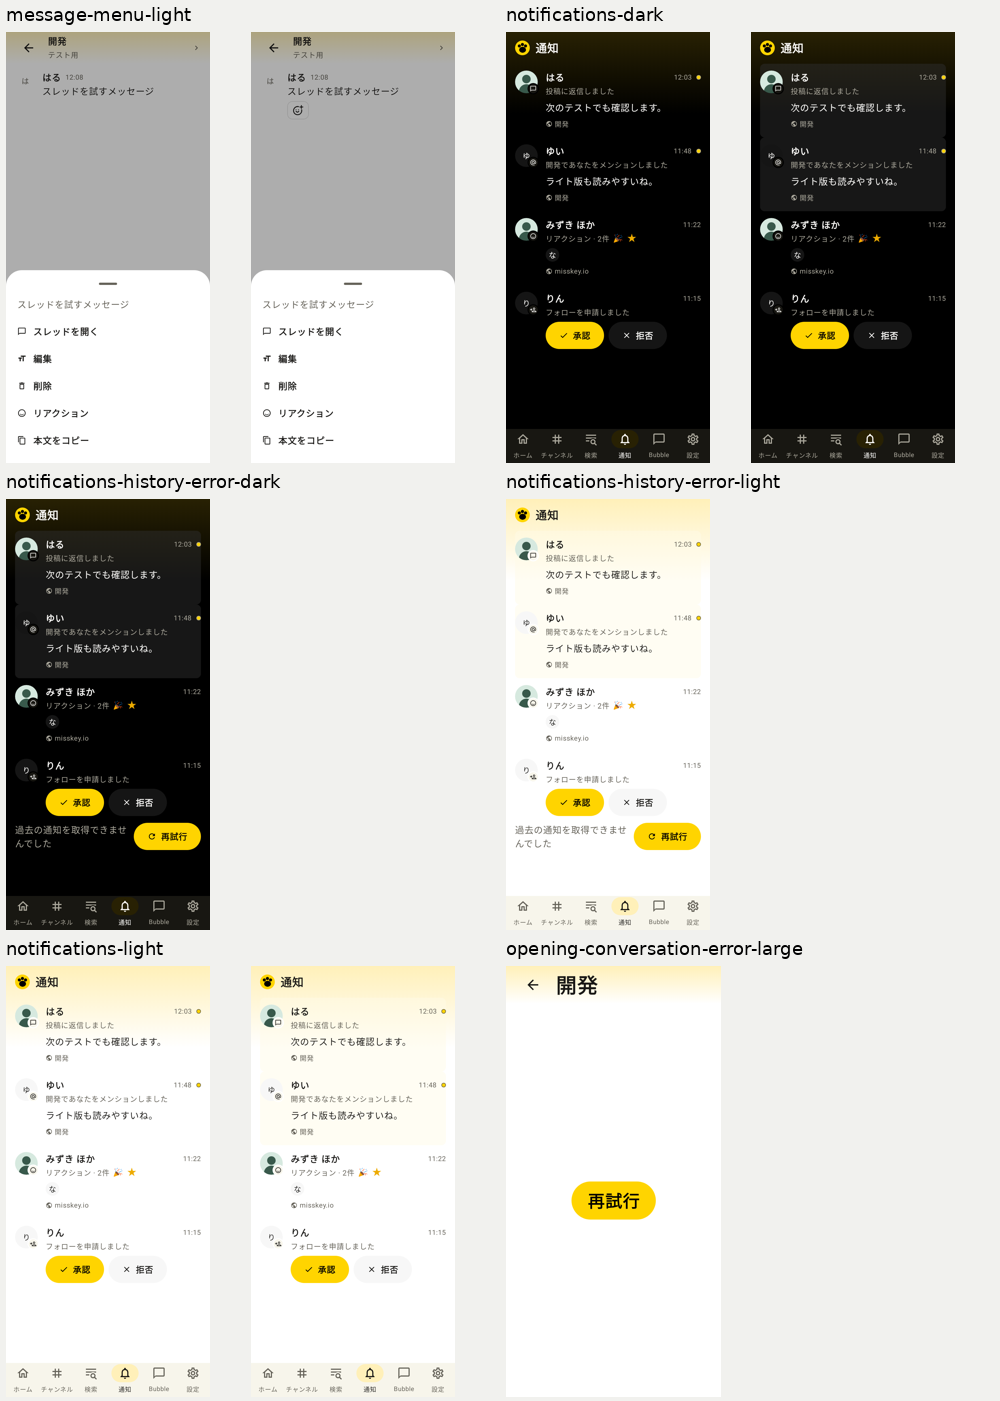 message-menu-light
開発
テスト用
は
はる 12:08
スレッドを試すメッセージ
スレッドを試すメッセージ
スレッドを開く
編集
削除
リアクション
本文をコピー
開発
テスト用
は
はる 12:08
スレッドを試すメッセージ
スレッドを試すメッセージ
スレッドを開く
編集
削除
リアクション
本文をコピー
notifications-dark
通知
はる 12:03
投稿に返信しました
次のテストでも確認します。
開発
ゆ
ゆい 11:48
開発であなたをメンションしました
ライト版も読みやすいね。
開発
みずき ほか 11:22
リアクション · 2件 🎉 ★
な
misskey.io
り
りん 11:15
フォローを申請しました
承認 拒否
ホーム チャンネル 検索 通知 Bubble 設定
通知
はる 12:03
投稿に返信しました
次のテストでも確認します。
開発
ゆ
ゆい 11:48
開発であなたをメンションしました
ライト版も読みやすいね。
開発
みずき ほか 11:22
リアクション · 2件 🎉 ★
な
misskey.io
り
りん 11:15
フォローを申請しました
承認 拒否
ホーム チャンネル 検索 通知 Bubble 設定
notifications-history-error-dark
通知
はる 12:03
投稿に返信しました
次のテストでも確認します。
開発
ゆ
ゆい 11:48
開発であなたをメンションしました
ライト版も読みやすいね。
開発
みずき ほか 11:22
リアクション · 2件 🎉 ★
な
misskey.io
り
りん 11:15
フォローを申請しました
承認 拒否
過去の通知を取得できませ
んでした
再試行
ホーム チャンネル 検索 通知 Bubble 設定
notifications-history-error-light
通知
はる 12:03
投稿に返信しました
次のテストでも確認します。
開発
ゆ
ゆい 11:48
開発であなたをメンションしました
ライト版も読みやすいね。
開発
みずき ほか 11:22
リアクション · 2件 🎉 ★
な
misskey.io
り
りん 11:15
フォローを申請しました
承認 拒否
過去の通知を取得できませ
んでした
再試行
ホーム チャンネル 検索 通知 Bubble 設定
notifications-light
通知
はる 12:03
投稿に返信しました
次のテストでも確認します。
開発
ゆ
ゆい 11:48
開発であなたをメンションしました
ライト版も読みやすいね。
開発
みずき ほか 11:22
リアクション · 2件 🎉 ★
な
misskey.io
り
りん 11:15
フォローを申請しました
承認 拒否
ホーム チャンネル 検索 通知 Bubble 設定
通知
はる 12:03
投稿に返信しました
次のテストでも確認します。
開発
ゆ
ゆい 11:48
開発であなたをメンションしました
ライト版も読みやすいね。
開発
みずき ほか 11:22
リアクション · 2件 🎉 ★
な
misskey.io
り
りん 11:15
フォローを申請しました
承認 拒否
ホーム チャンネル 検索 通知 Bubble 設定
opening-conversation-error-large
開発
再試行